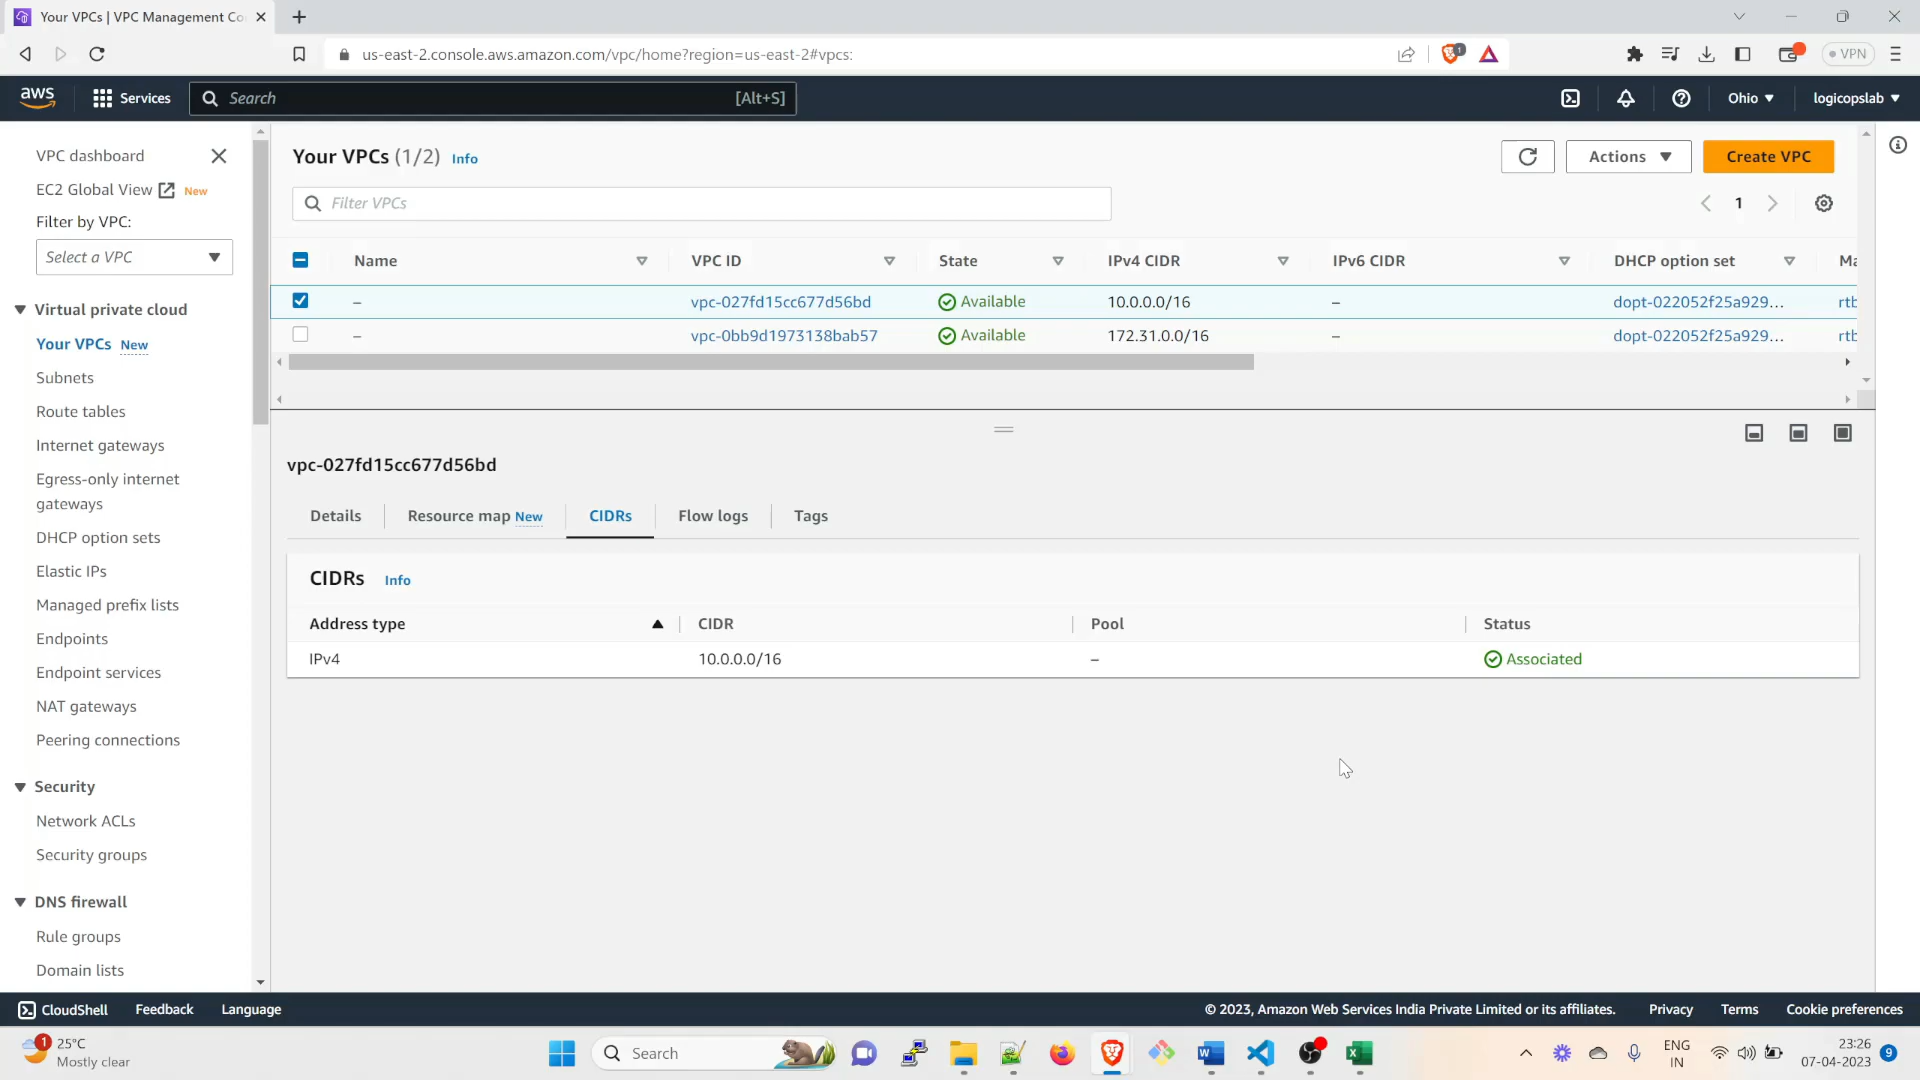 Your VPCs | VPC Management Co
us-east-2.console.aws.amazon.com/vpc/home?region=us-east-2#vpcs:
1
VPN
aws
Services
Search
[Alt+S]
Ohio
logicopslab
VPC dashboard
EC2 Global View New
Filter by VPC:
Select a VPC
Virtual private cloud
Your VPCs New
Subnets
Route tables
Internet gateways
Egress-only internet
gateways
DHCP option sets
Elastic IPs
Managed prefix lists
Endpoints
Endpoint services
NAT gateways
Peering connections
Security
Network ACLs
Security groups
DNS firewall
Rule groups
Domain lists
Your VPCs (1/2) Info
Actions
Create VPC
Filter VPCs
1
Name VPC ID State IPv4 CIDR IPv6 CIDR DHCP option set Ma
– vpc-027fd15cc677d56bd Available 10.0.0.0/16 – dopt-022052f25a929... rtb
– vpc-0bb9d1973138bab57 Available 172.31.0.0/16 – dopt-022052f25a929... rtb
vpc-027fd15cc677d56bd
Details Resource map New CIDRs Flow logs Tags
CIDRs Info
Address type CIDR Pool Status
IPv4 10.0.0.0/16 – Associated
CloudShell Feedback Language © 2023, Amazon Web Services India Private Limited or its affiliates. Privacy Terms Cookie preferences
1
25°C
Mostly clear
Search
ENG
IN
23:26
07-04-2023
9